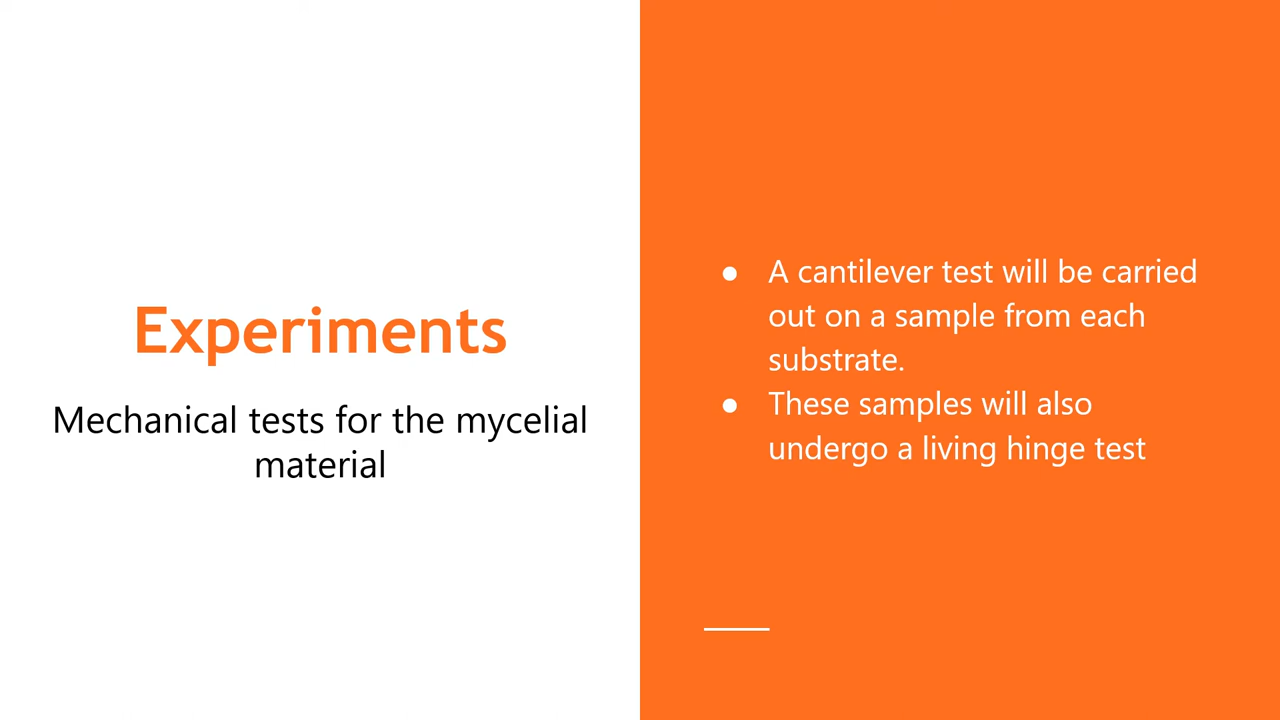 Experiments
Mechanical tests for the mycelial
material
● A cantilever test will be carried
out on a sample from each
substrate.
● These samples will also
undergo a living hinge test